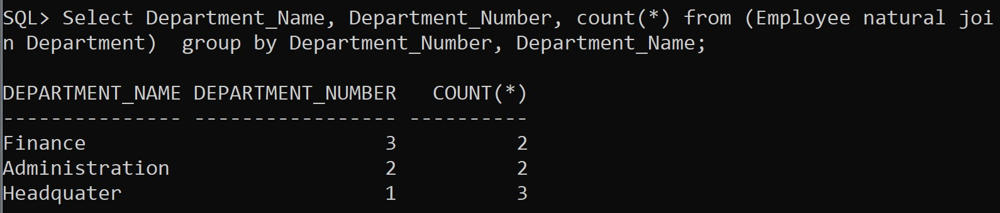 SQL> Select Department_Name, Department_Number, count(*) from (Employee natural joi
n Department)  group by Department_Number, Department_Name;
DEPARTMENT_NAME DEPARTMENT_NUMBER   COUNT(*)
--------------- ----------------- ----------
Finance                         3          2
Administration                  2          2
Headquater                      1          3